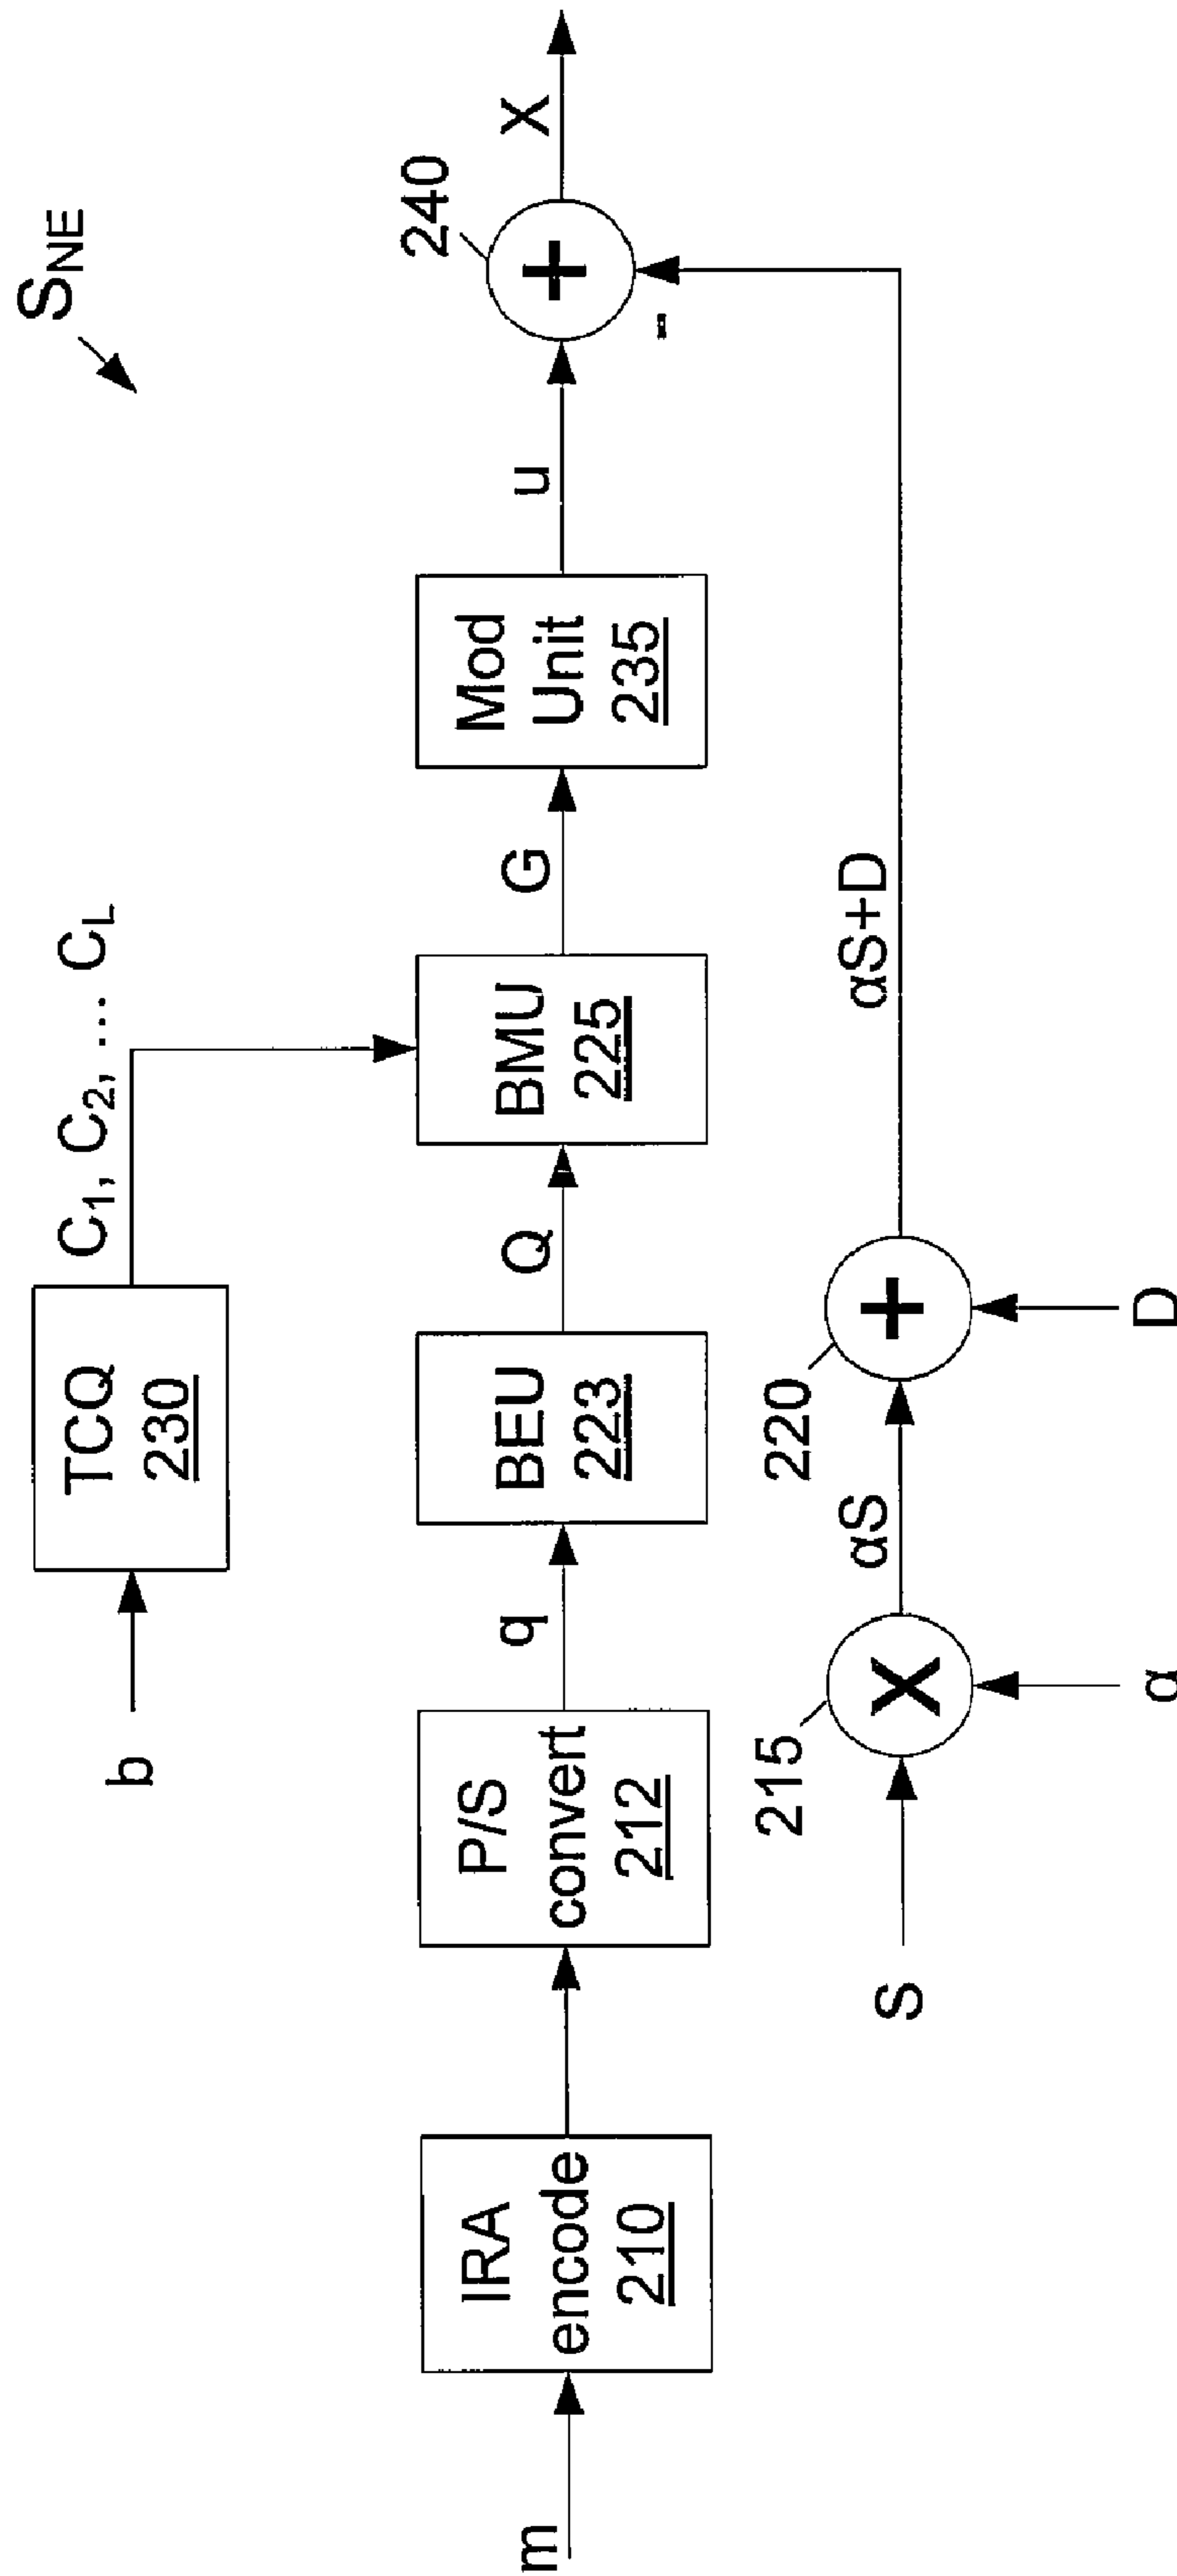 S_NE
b
TCQ
230
C₁, C₂, ... C_L
m
IRA
encode
210
P/S
convert
212
q
BEU
223
Q
BMU
225
G
Mod
Unit
235
u
+
240
X
-
S
215
X
α
αS
220
+
D
αS+D